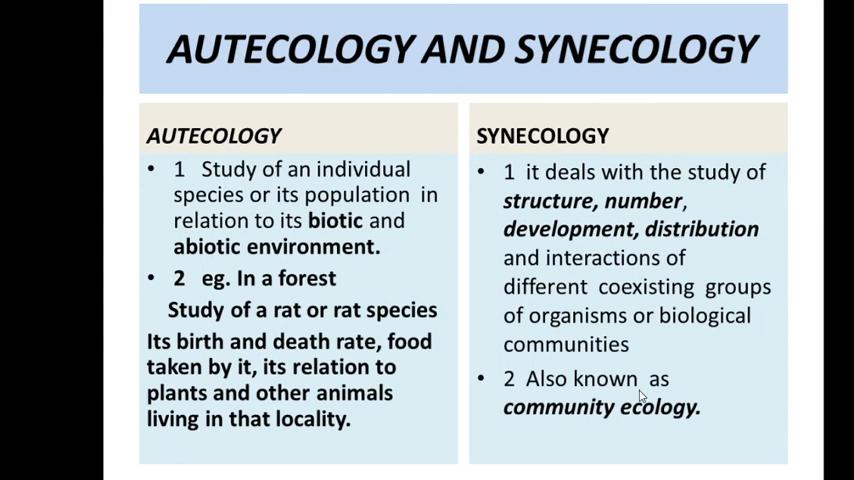 AUTECOLOGY AND SYNECOLOGY
AUTECOLOGY
• 1 Study of an individual
species or its population in
relation to its biotic and
abiotic environment.
• 2 eg. In a forest
Study of a rat or rat species
Its birth and death rate, food
taken by it, its relation to
plants and other animals
living in that locality.
SYNECOLOGY
• 1 it deals with the study of
structure, number,
development, distribution
and interactions of
different coexisting groups
of organisms or biological
communities
• 2 Also known as
community ecology.